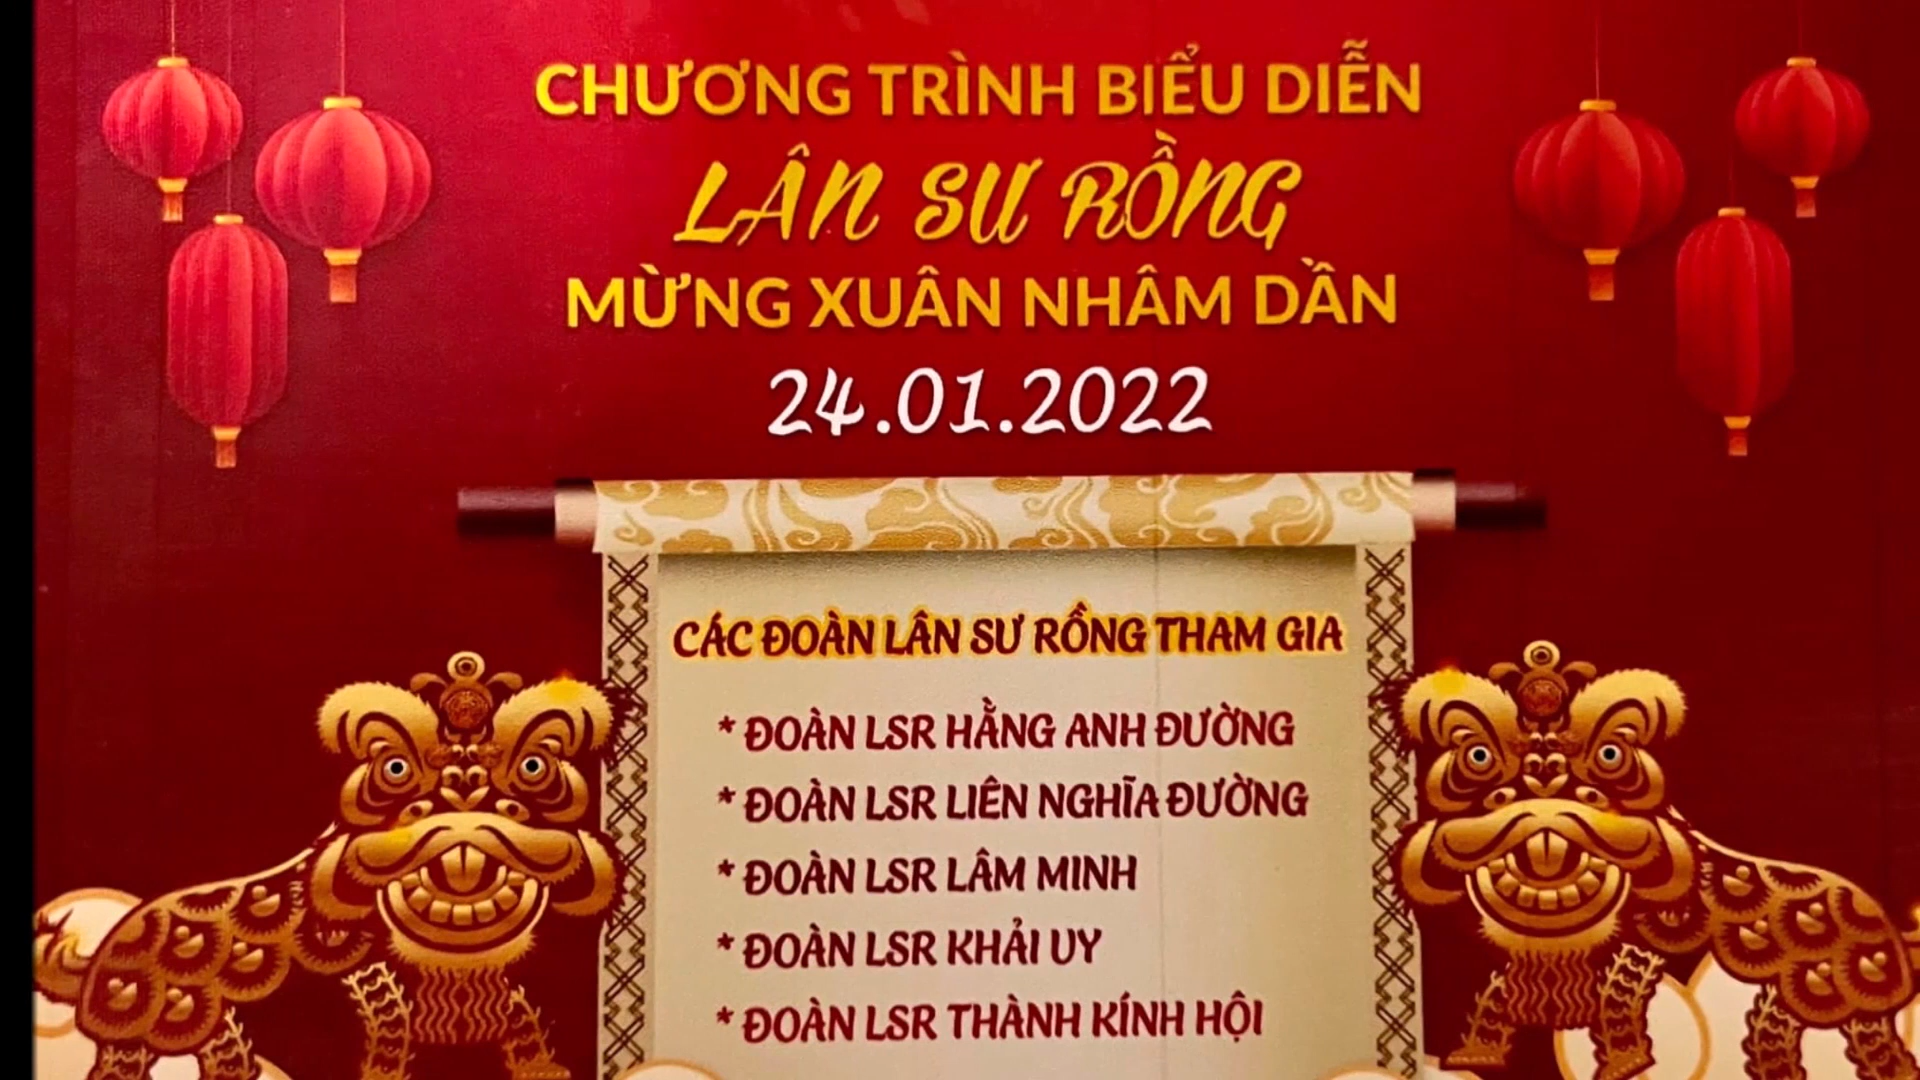 CHƯƠNG TRÌNH BIỂU DIỄN
LÂN SƯ RỒNG
MỪNG XUÂN NHÂM DẦN
24.01.2022
CÁC ĐOÀN LÂN SƯ RỒNG THAM GIA
* ĐOÀN LSR HẰNG ANH ĐƯỜNG
* ĐOÀN LSR LIÊN NGHĨA ĐƯỜNG
* ĐOÀN LSR LÂM MINH
* ĐOÀN LSR KHẢI UY
* ĐOÀN LSR THÀNH KÍNH HỘI